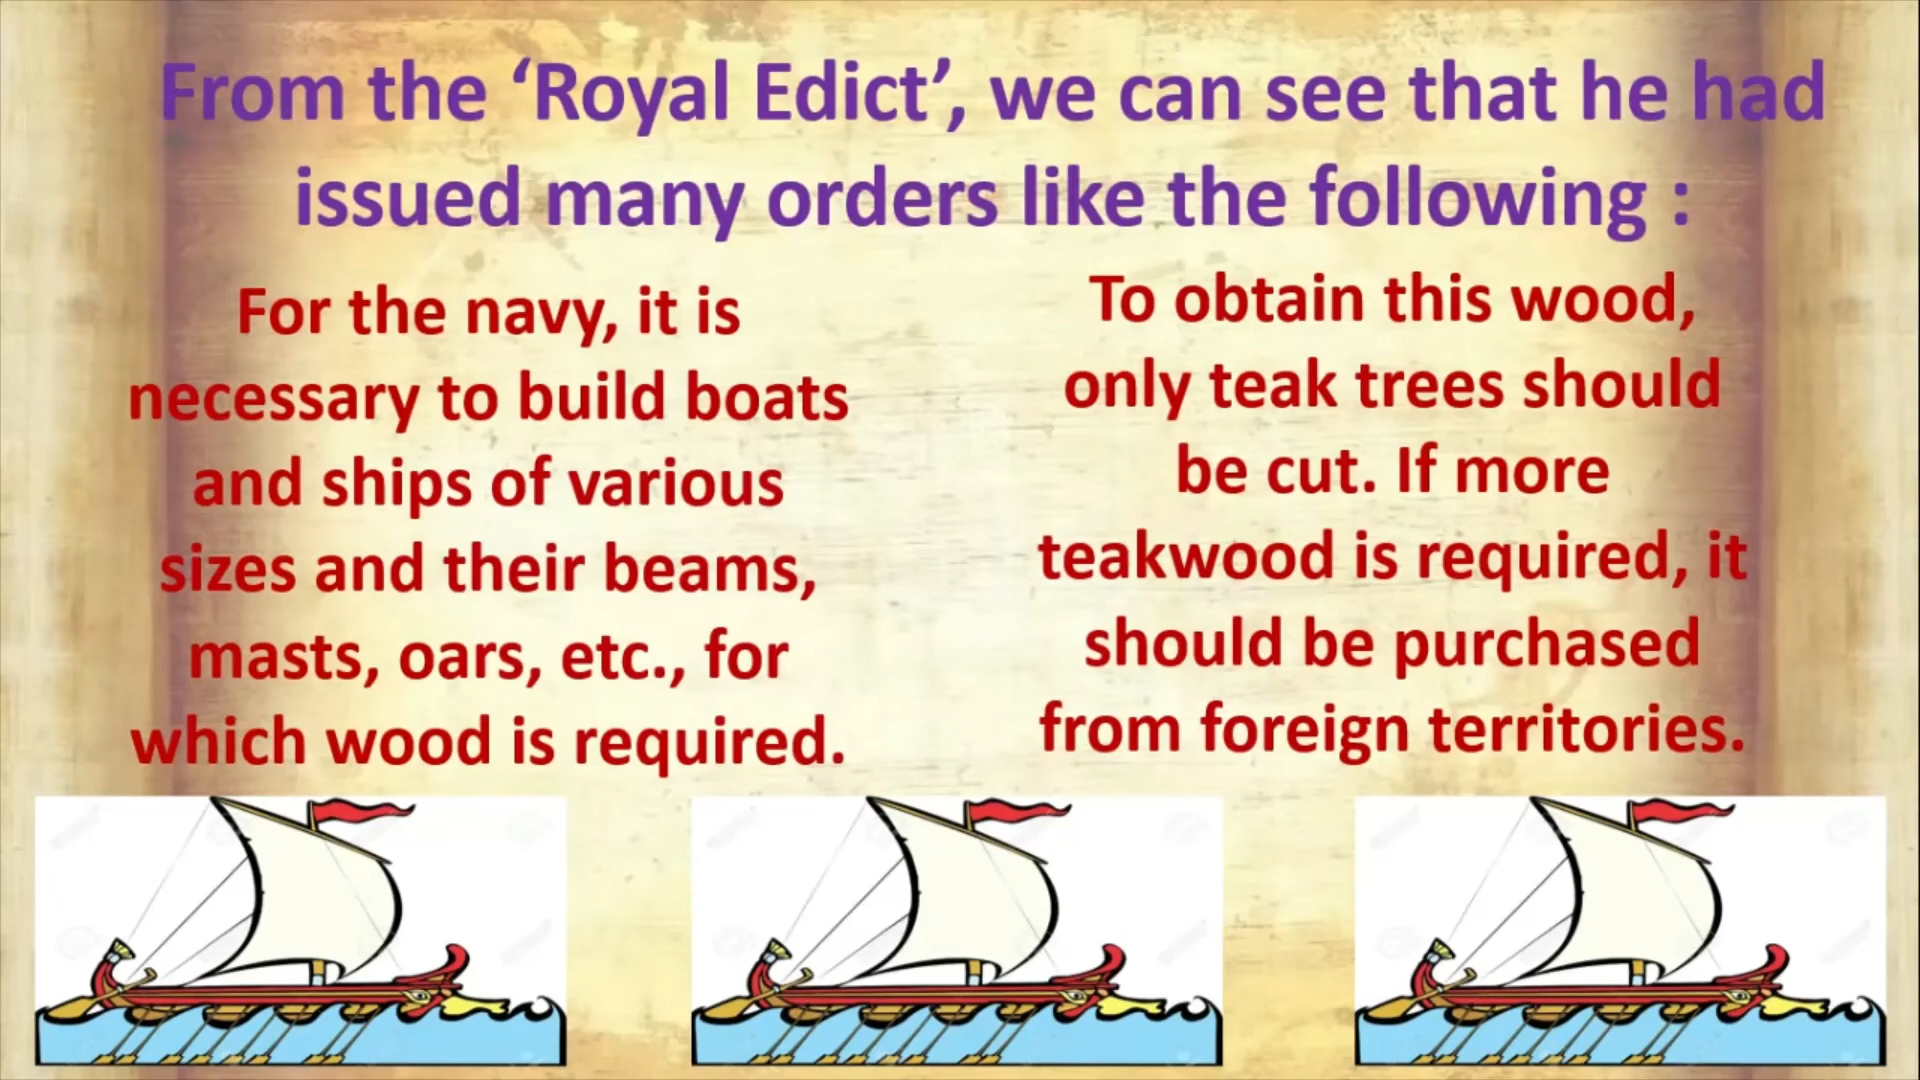 From the ‘Royal Edict’, we can see that he had
issued many orders like the following :
For the navy, it is
necessary to build boats
and ships of various
sizes and their beams,
masts, oars, etc., for
which wood is required.
To obtain this wood,
only teak trees should
be cut. If more
teakwood is required, it
should be purchased
from foreign territories.